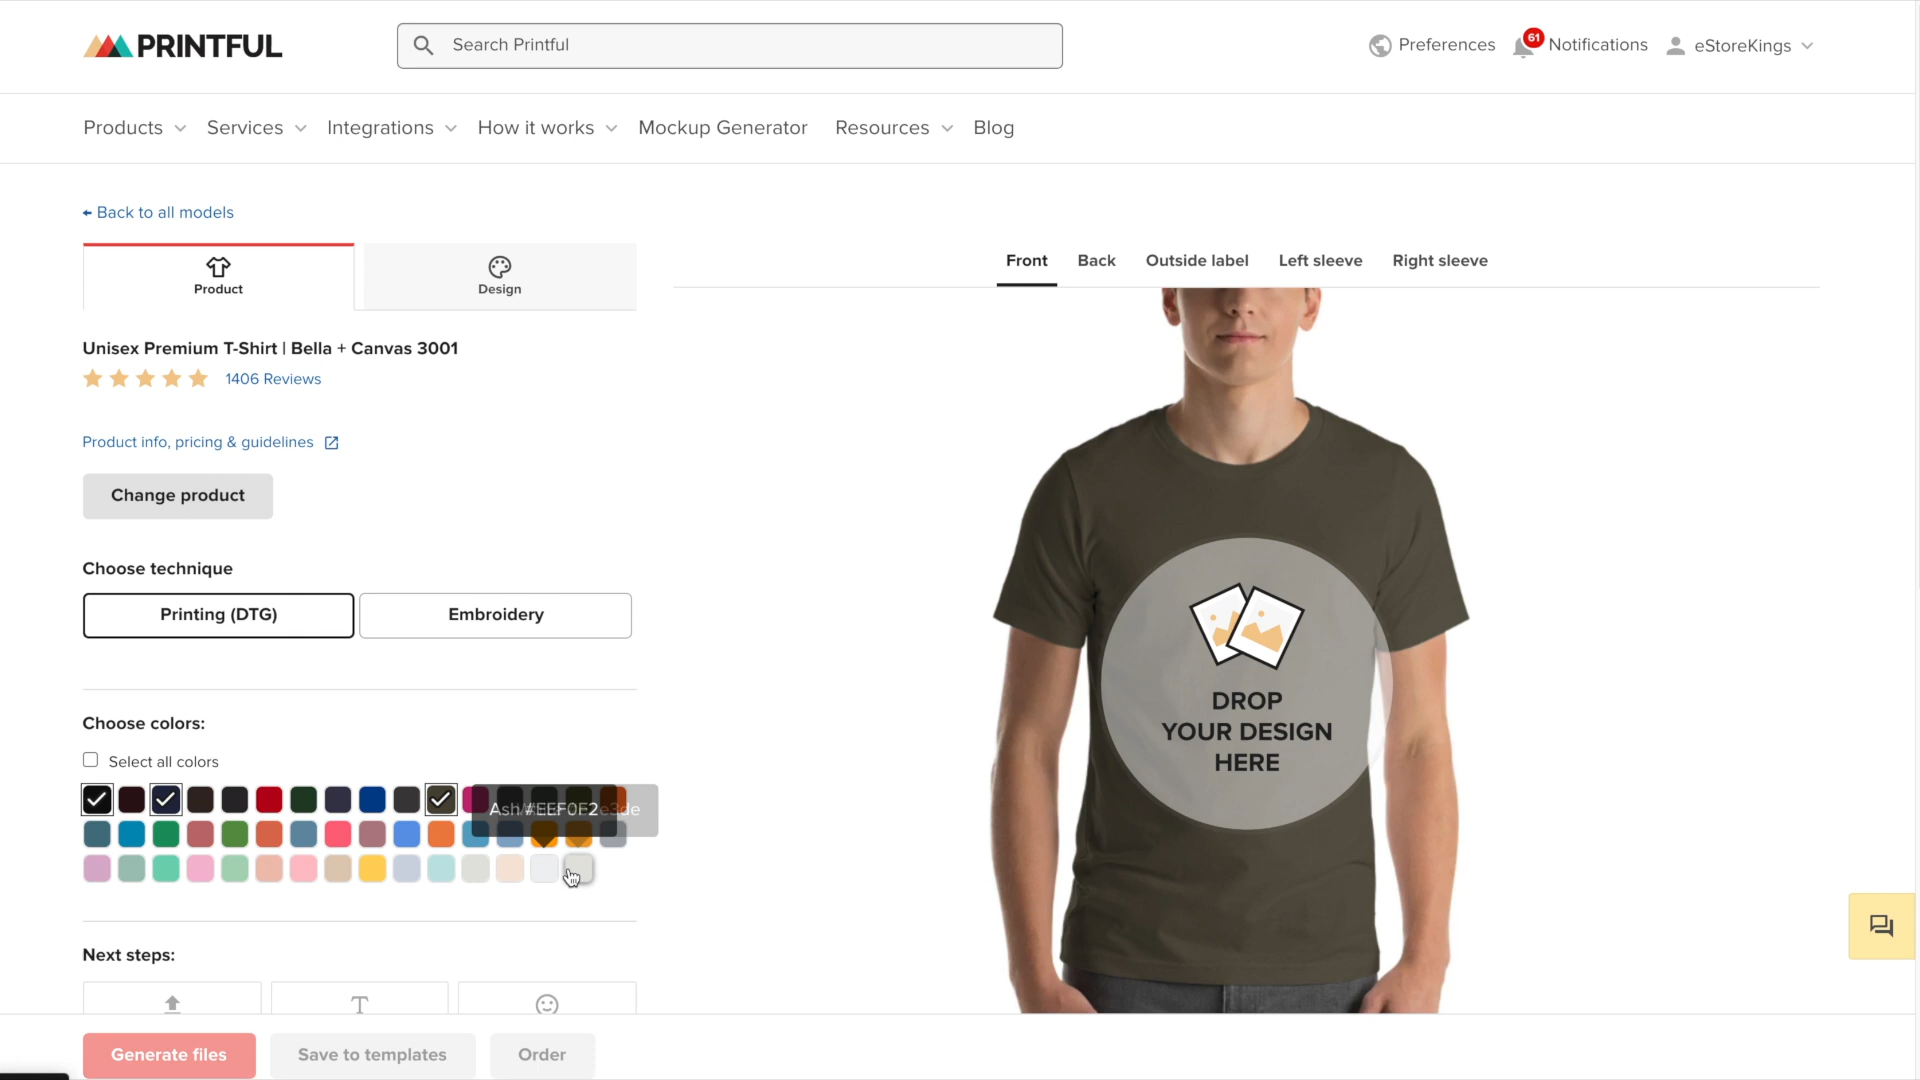 PRINTFUL
Search Printful
Preferences
61
Notifications
eStoreKings
Products
Services
Integrations
How it works
Mockup Generator
Resources
Blog
Back to all models
Product
Design
Front
Back
Outside label
Left sleeve
Right sleeve
Unisex Premium T-Shirt | Bella + Canvas 3001
1406 Reviews
Product info, pricing & guidelines
Change product
Choose technique
Printing (DTG)
Embroidery
DROP
YOUR DESIGN
HERE
Choose colors:
Select all colors
Ash/#EEF0F2
Next steps:
T
Generate files
Save to templates
Order